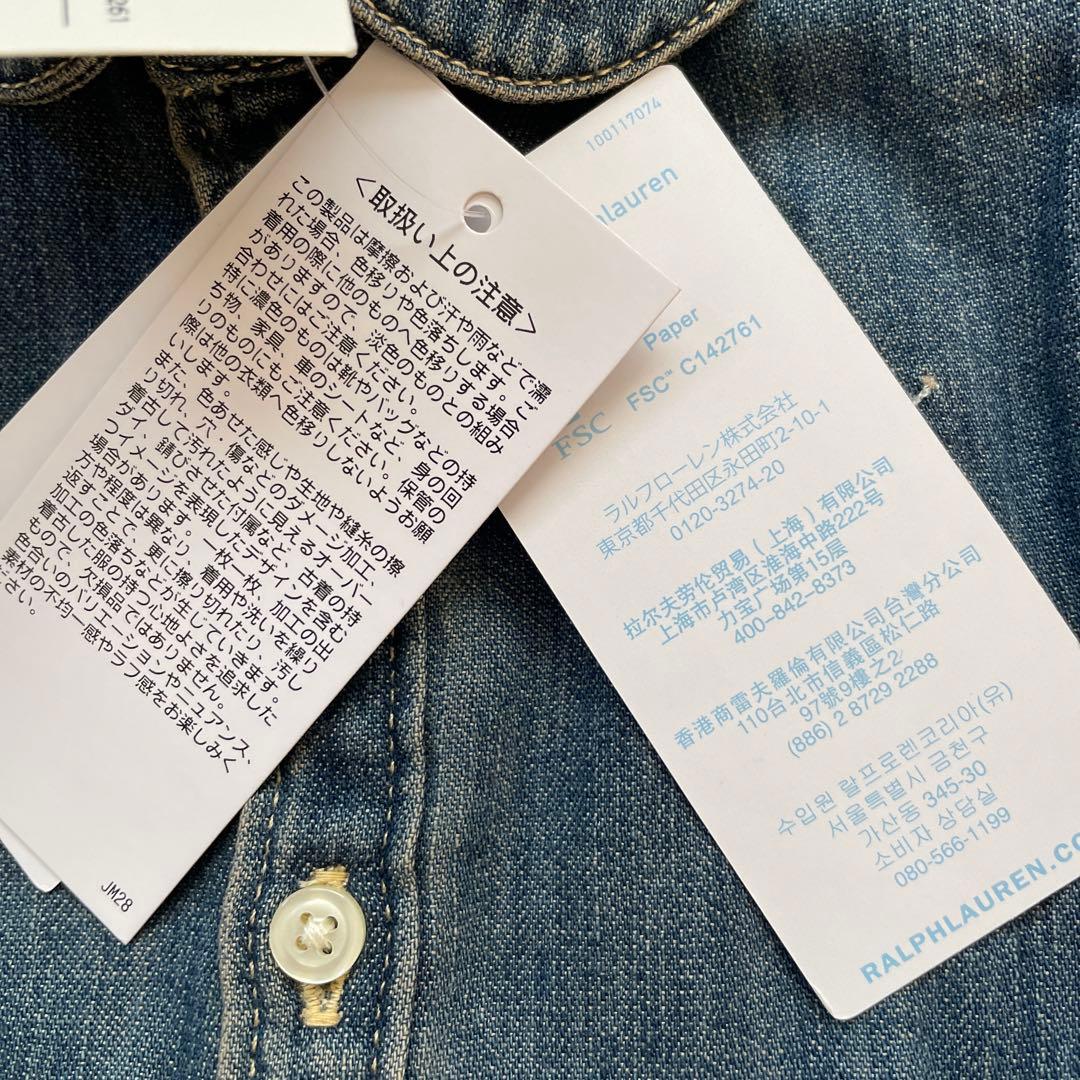 261
<取扱い上の注意>
この製品は摩擦および汗や雨などで濡
れた場合、色移りや色落ちします。ご
着用の際に他のものへ色移りする場合
がありますので、淡色のものとの組み
合わせにはご注意ください。
特に濃色のものは靴やバッグなどの持
ち物、家具、車のシートなど、身の回
りのものにもご注意ください。保管の
際は他の衣類へ色移りしないようお願
いします。
また、色あせた感じや生地や縫糸の擦
り切れ、穴・傷などのダメージ加工、
着古して汚れたように見えるオーバー
ダイ、錆びさせた付属など、古着の持
つイメージを表現したデザインを含む
場合があります。一枚一枚、加工の出
方や程度は異なり、着用や洗いを繰り
返すことで、更に擦り切れたり、汚し
加工の色落ちなどが生じていきます。
着古した服の持つ心地よさを追求した
もので、欠損品ではありません。
色合いのバリエーションやニュアンス、
素材の不均一感やラフ感をお楽しみく
ださい。
JM28
100117074
lauren
Paper
FSC™ C142761
FSC
ラルフローレン株式会社
東京都千代田区永田町2-10-1
0120-3274-20
拉尔夫劳伦贸易（上海）有限公司
上海市卢湾区淮海中路222号
力宝广场第15层
400-842-8373
香港商雷夫羅倫有限公司台灣分公司
110台北市信義區松仁路
97號9樓之2
(886) 2 8729 2288
수입원 랄프로렌코리아(유)
서울특별시 금천구
가산동 345-30
소비자 상담실
080-566-1199
RALPHLAUREN.CO